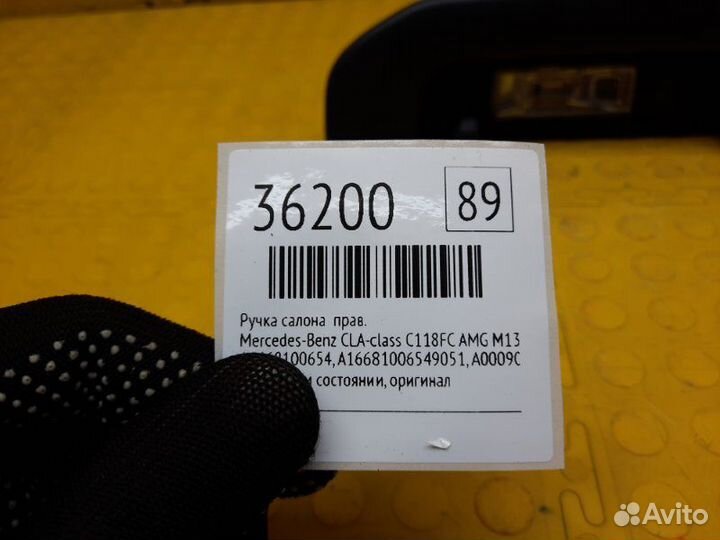 36200 89
Ручка салона прав.
Mercedes-Benz CLA-class C118FC AMG M13
A16681006549051, A0009C
состоянии, оригинал
Avito